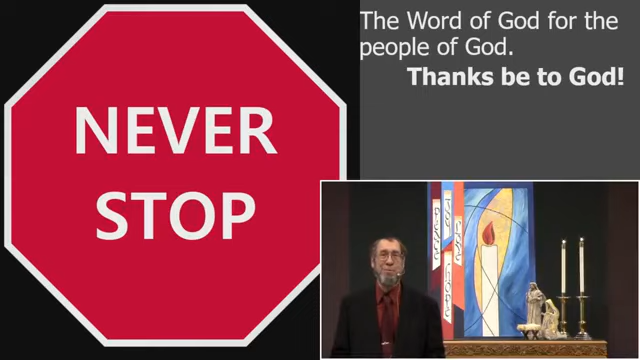 NEVER
STOP
The Word of God for the
people of God.
Thanks be to God!